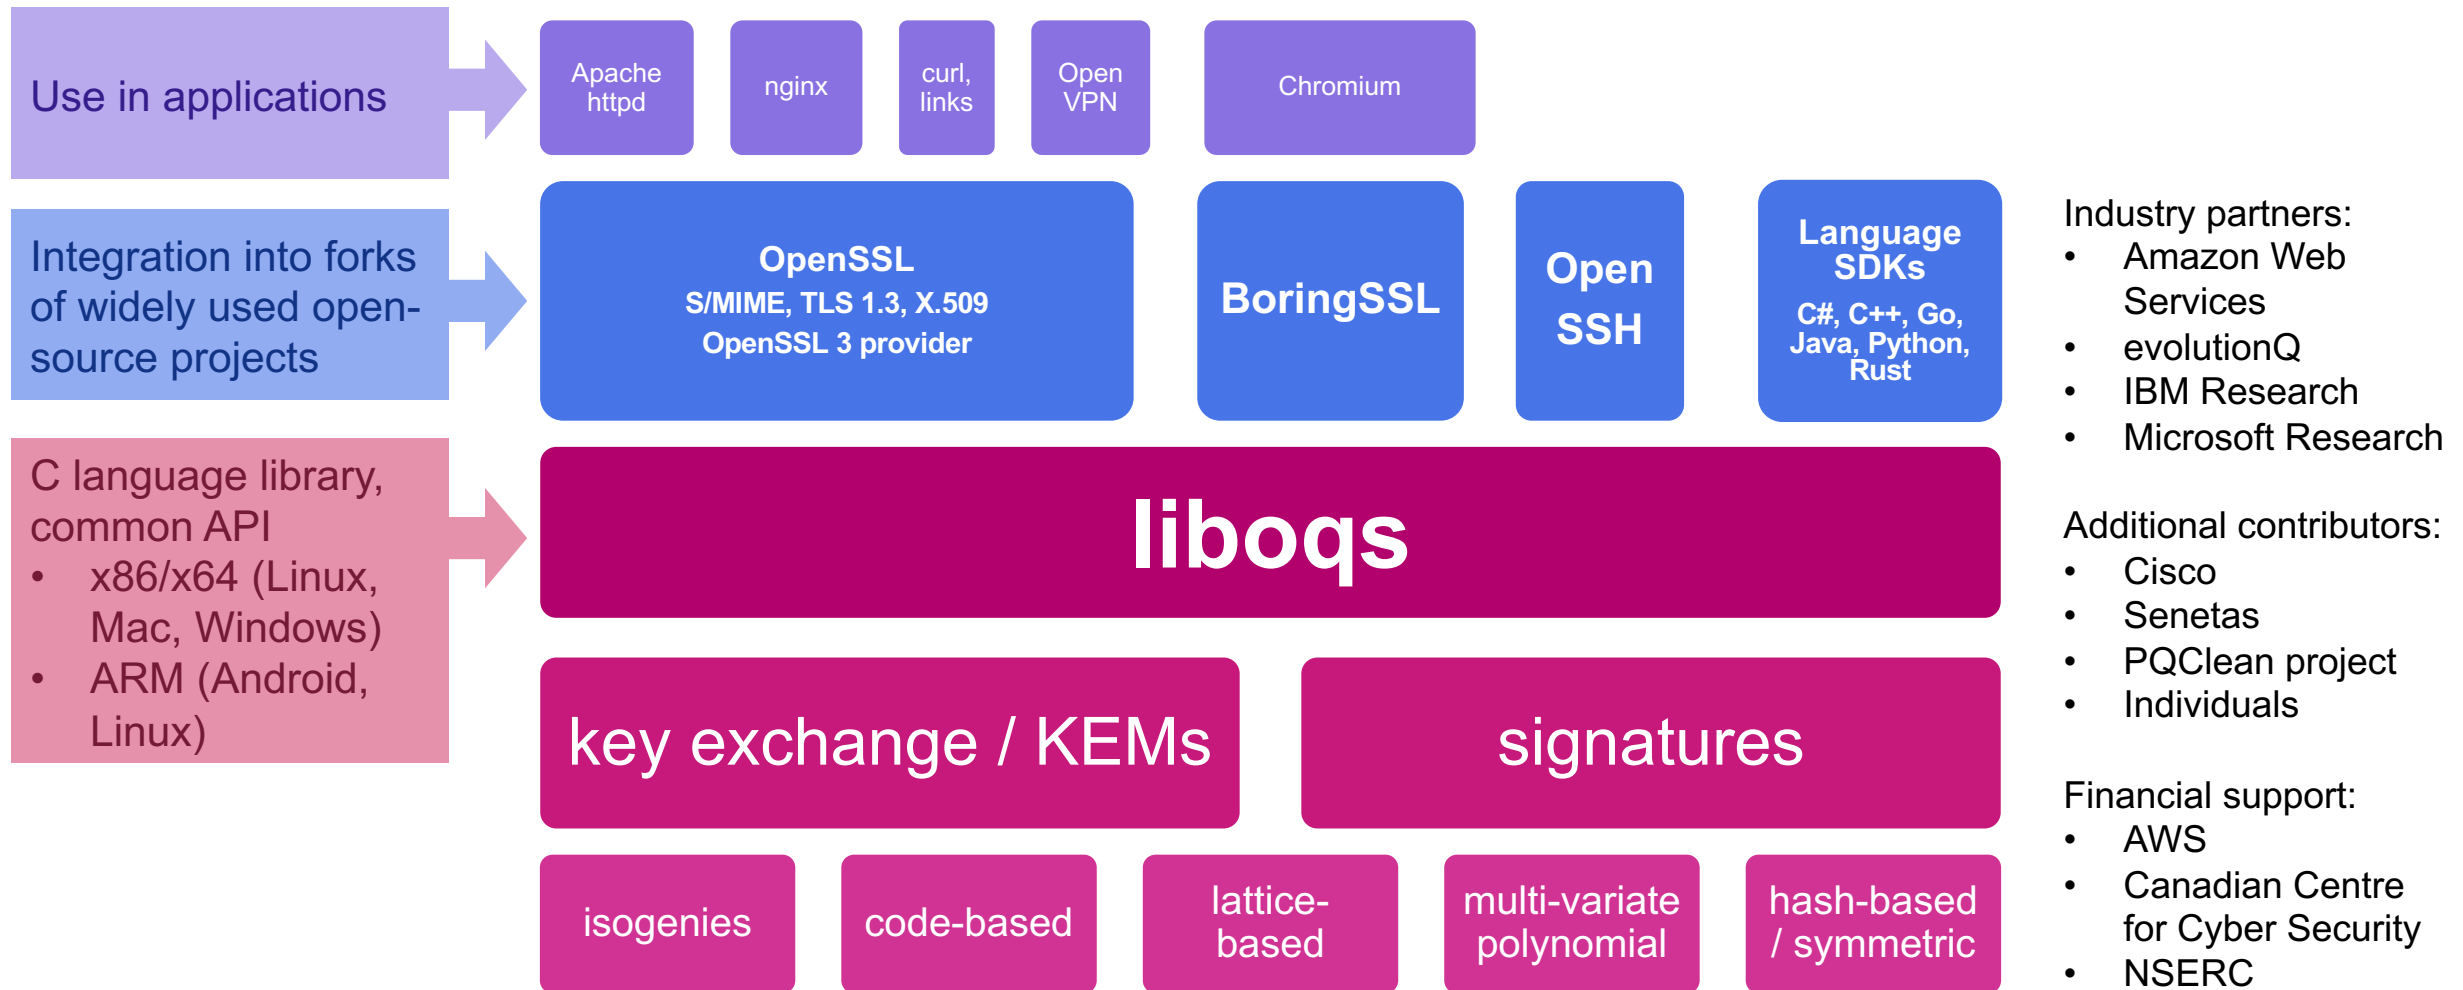 Use in applications
Apache
httpd
nginx
curl,
links
Open
VPN
Chromium
Integration into forks
of widely used open-
source projects
OpenSSL
S/MIME, TLS 1.3, X.509
OpenSSL 3 provider
BoringSSL
Open
SSH
Language
SDKs
C#, C++, Go,
Java, Python,
Rust
C language library,
common API
• x86/x64 (Linux,
Mac, Windows)
• ARM (Android,
Linux)
liboqs
key exchange / KEMs
signatures
isogenies
code-based
lattice-
based
multi-variate
polynomial
hash-based
/ symmetric
Industry partners:
• Amazon Web
Services
• evolutionQ
• IBM Research
• Microsoft Research
Additional contributors:
• Cisco
• Senetas
• PQClean project
• Individuals
Financial support:
• AWS
• Canadian Centre
for Cyber Security
• NSERC